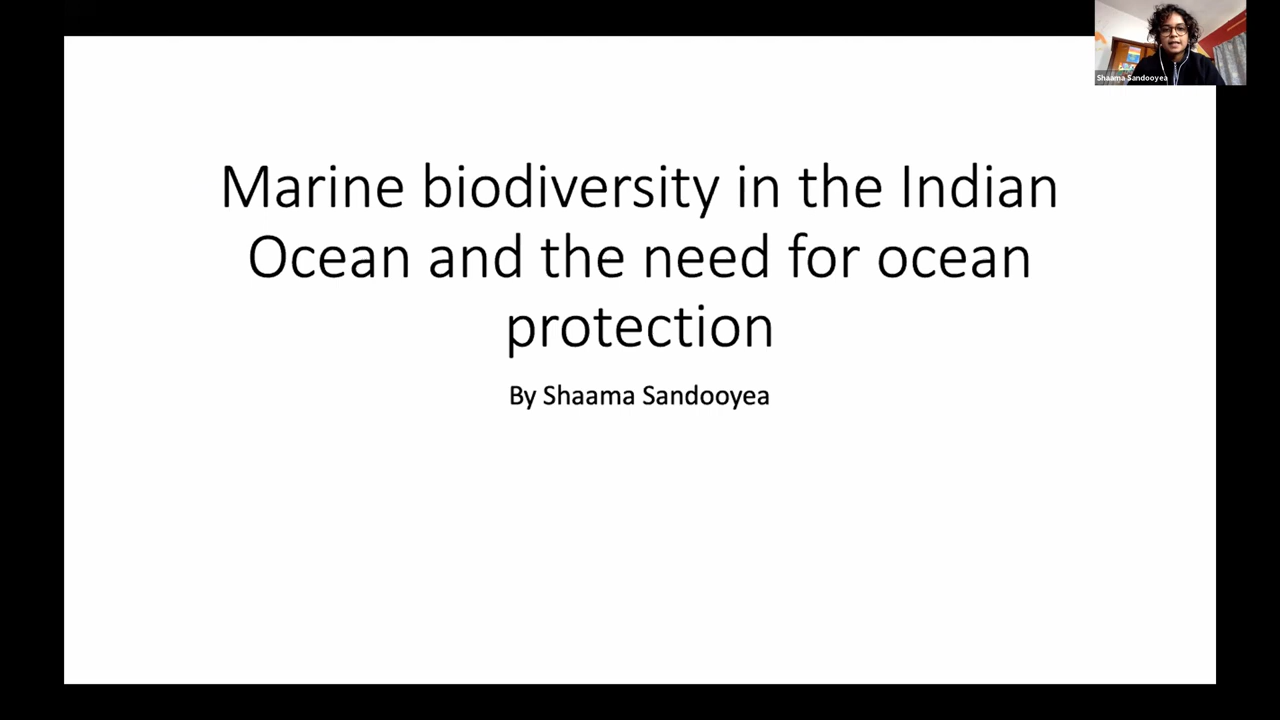 Shaama Sandooyea
Marine biodiversity in the Indian
Ocean and the need for ocean
protection
By Shaama Sandooyea